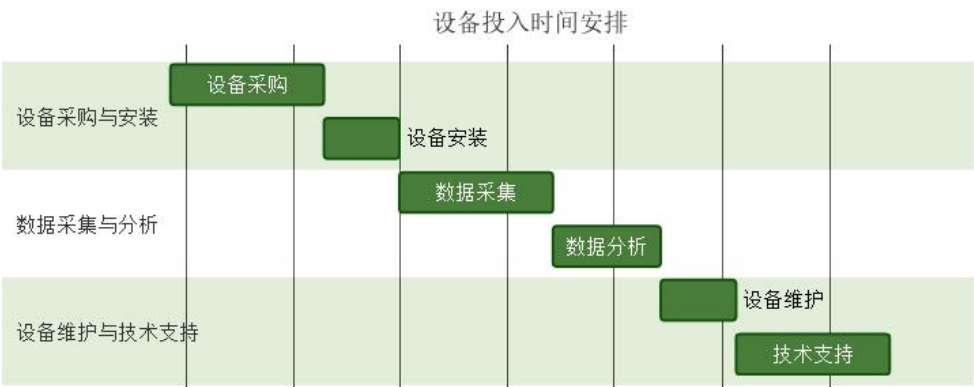 设备投入时间安排
设备采购
设备采购与安装
设备安装
数据采集
数据采集与分析
数据分析
设备维护
设备维护与技术支持
技术支持